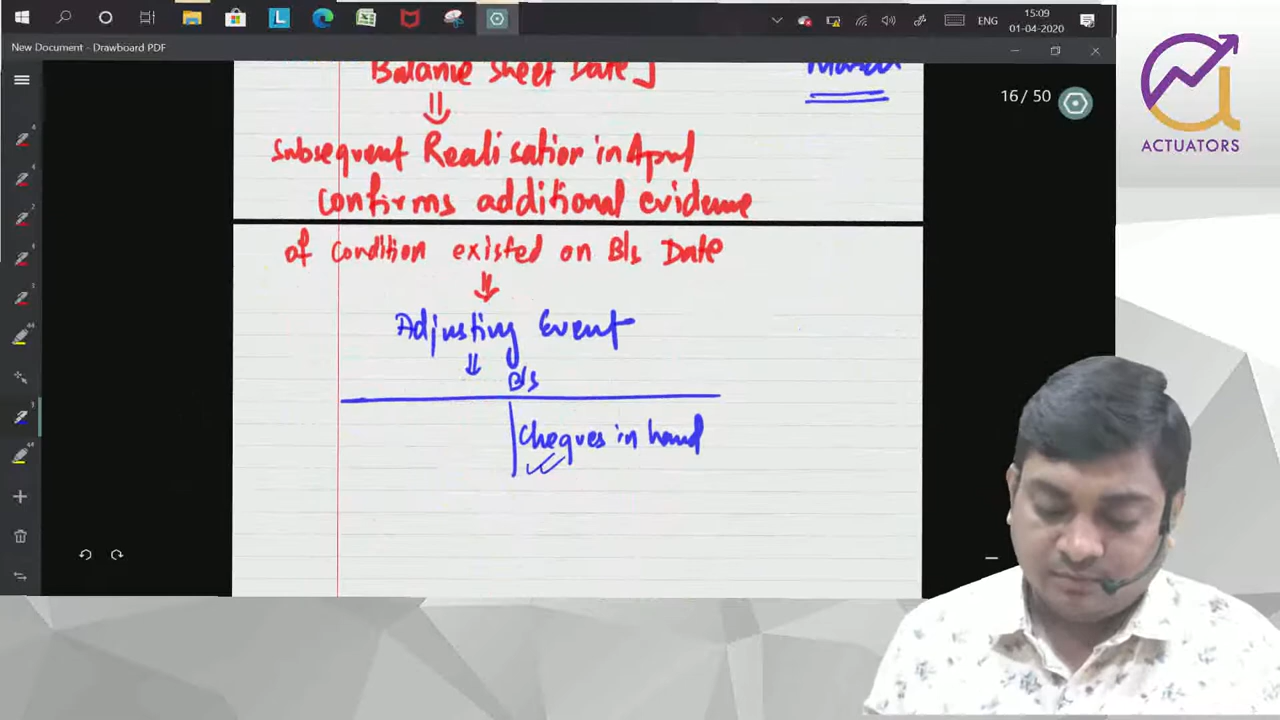 15:09
ENG
01-04-2020
New Document - Drawboard PDF
Balance Sheet Date]
16 / 50
ACTUATORS
⇓
Subsequent Realisation in April
confirms additional evidence
of condition existed on B/s Date
⇓
Adjusting Event
⇓
B/s
Cheques in hand